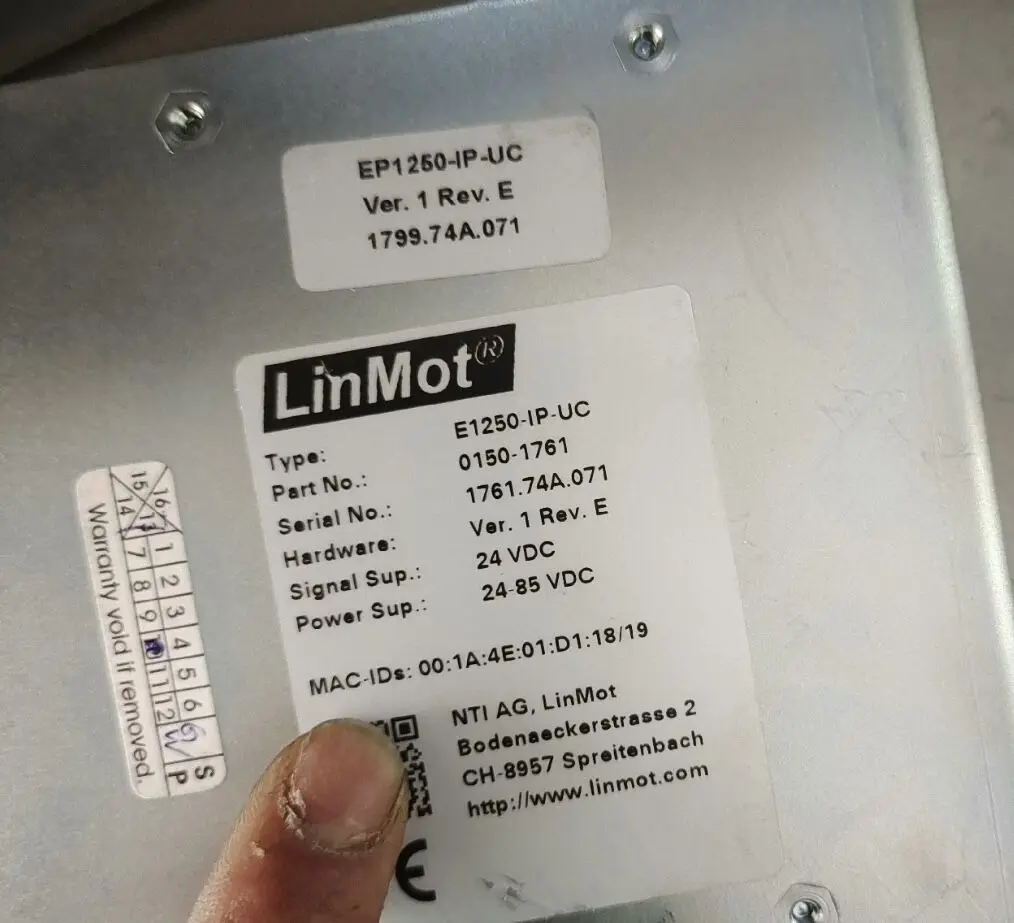 EP1250-IP-UC
Ver. 1 Rev. E
1799.74A.071
LinMot®
Type: E1250-IP-UC
Part No.: 0150-1761
Serial No.: 1761.74A.071
Hardware: Ver. 1 Rev. E
Signal Sup.: 24 VDC
Power Sup.: 24-85 VDC
MAC-IDs: 00:1A:4E:01:D1:18/19
NTI AG, LinMot
Bodenaeckerstrasse 2
CH-8957 Spreitenbach
http://www.linmot.com
CE
16 1 2 3 4 5 6 S
15 14 7 8 9 11 12 P
Warranty void if removed.